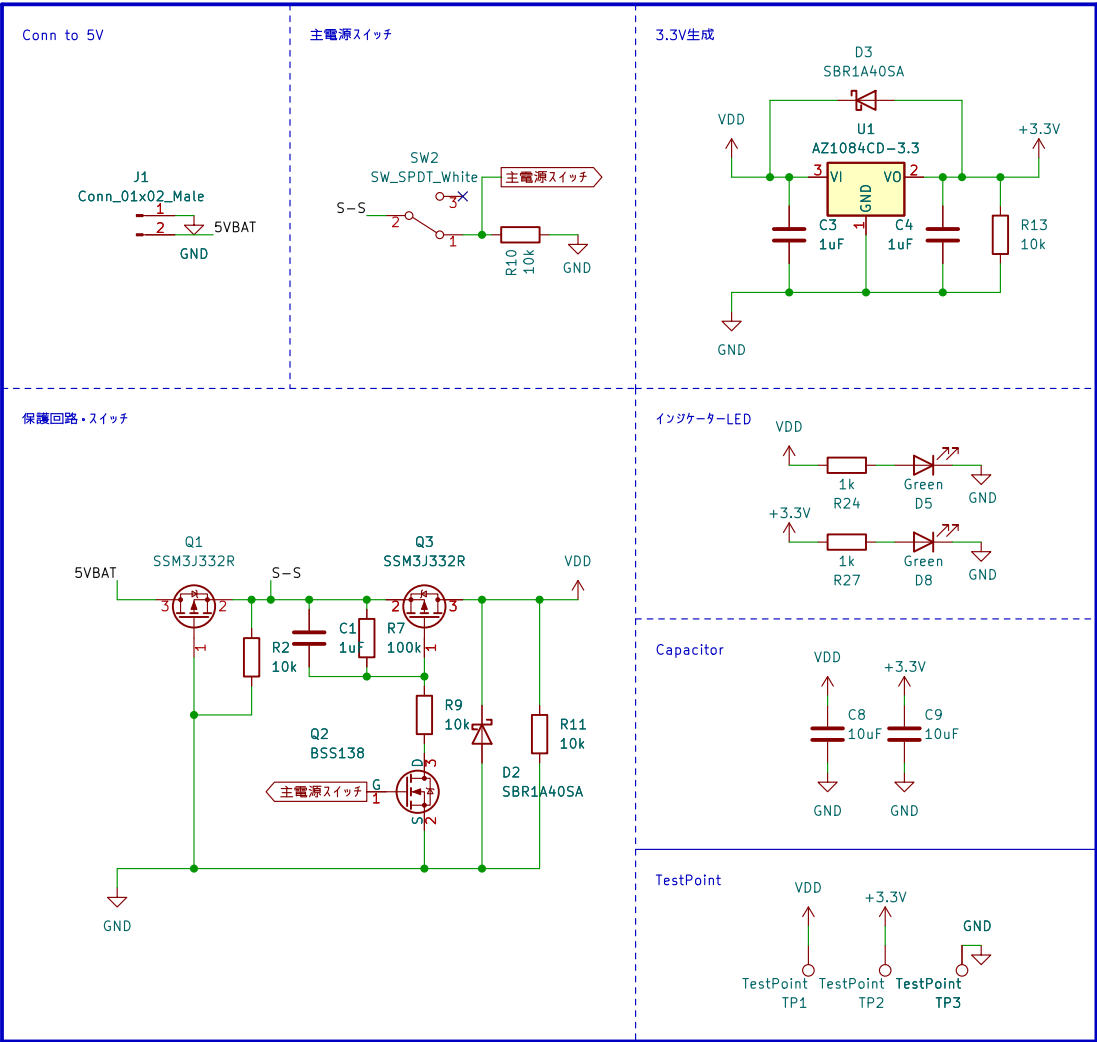 Conn to 5V
J1
Conn_01x02_Male
1
2
5VBAT
GND
主電源スイッチ
SW2
SW_SPDT_White
主電源スイッチ
3
S-S
2
1
R10
10k
GND
3.3V生成
D3
SBR1A40SA
VDD
U1
AZ1084CD-3.3
+3.3V
3
VI
VO
2
GND
1
C3
1uF
C4
1uF
R13
10k
GND
保護回路・スイッチ
Q1
SSM3J332R
Q3
SSM3J332R
VDD
5VBAT
S-S
3
2
2
3
1
1
R2
10k
C1
1uF
R7
100k
R9
10k
R11
10k
Q2
BSS138
D
3
主電源スイッチ
G
1
S
2
D2
SBR1A40SA
GND
インジケーターLED
VDD
1k
R24
Green
D5
GND
+3.3V
1k
R27
Green
D8
GND
Capacitor
VDD
+3.3V
C8
10uF
C9
10uF
GND
GND
TestPoint
VDD
+3.3V
GND
TestPoint
TP1
TestPoint
TP2
TestPoint
TP3